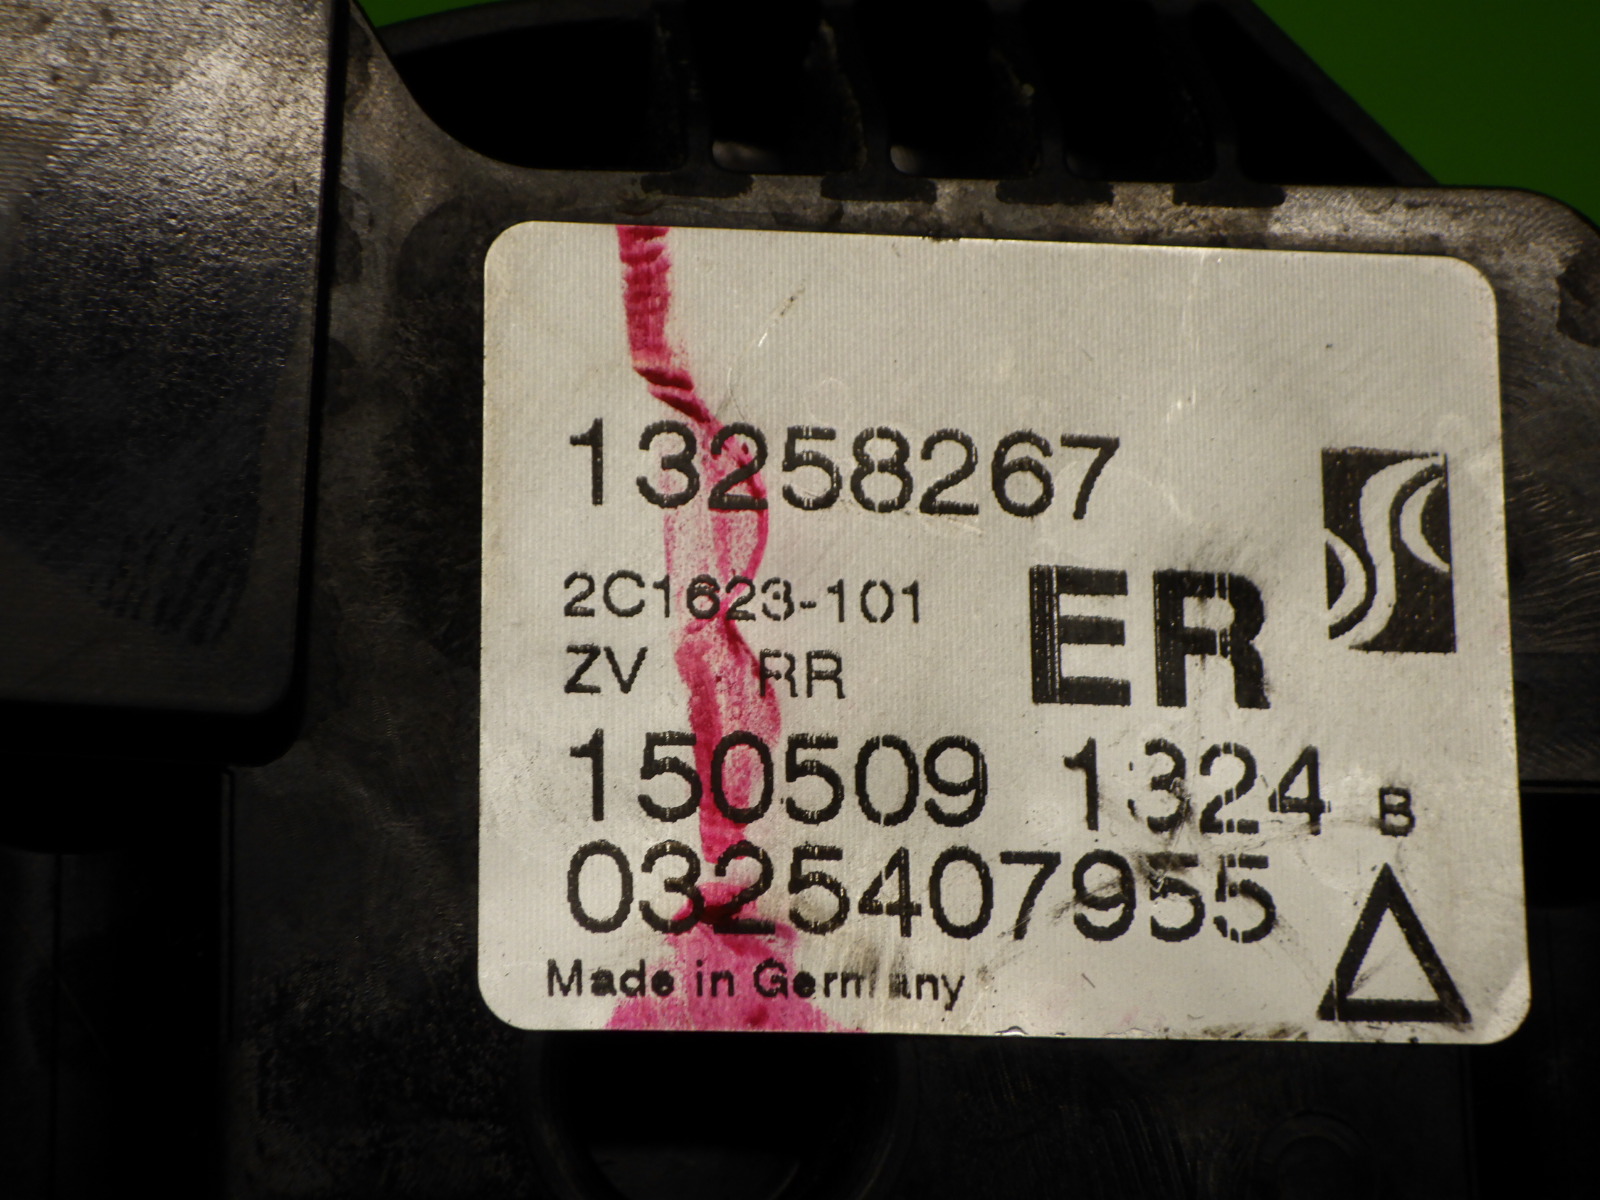 13258267
2C1623-101
ER
ZV RR
150509 1324 B
0325407955
Made in Germany